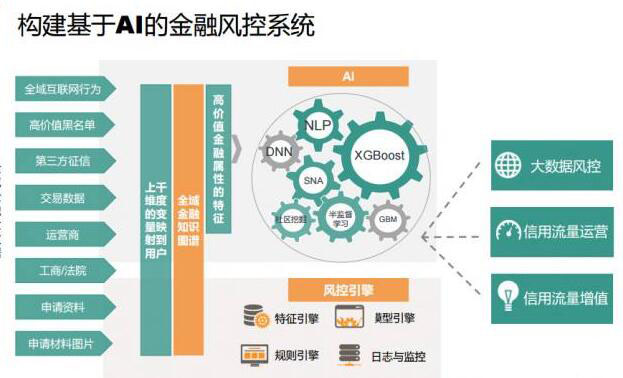 构建基于AI的金融风控系统
全域互联网行为
高价值黑名单
第三方征信
交易数据
运营商
工商/法院
申请资料
申请材料图片
上千
维度
的变
量映
射到
用户
全域
金融
知识
图谱
高价值金融属性的特征
AI
NLP
DNN
XGBoost
SNA
社区挖掘
半监督
学习
GBM
风控引擎
特征引擎
模型引擎
规则引擎
日志与监控
大数据风控
信用流量运营
信用流量增值